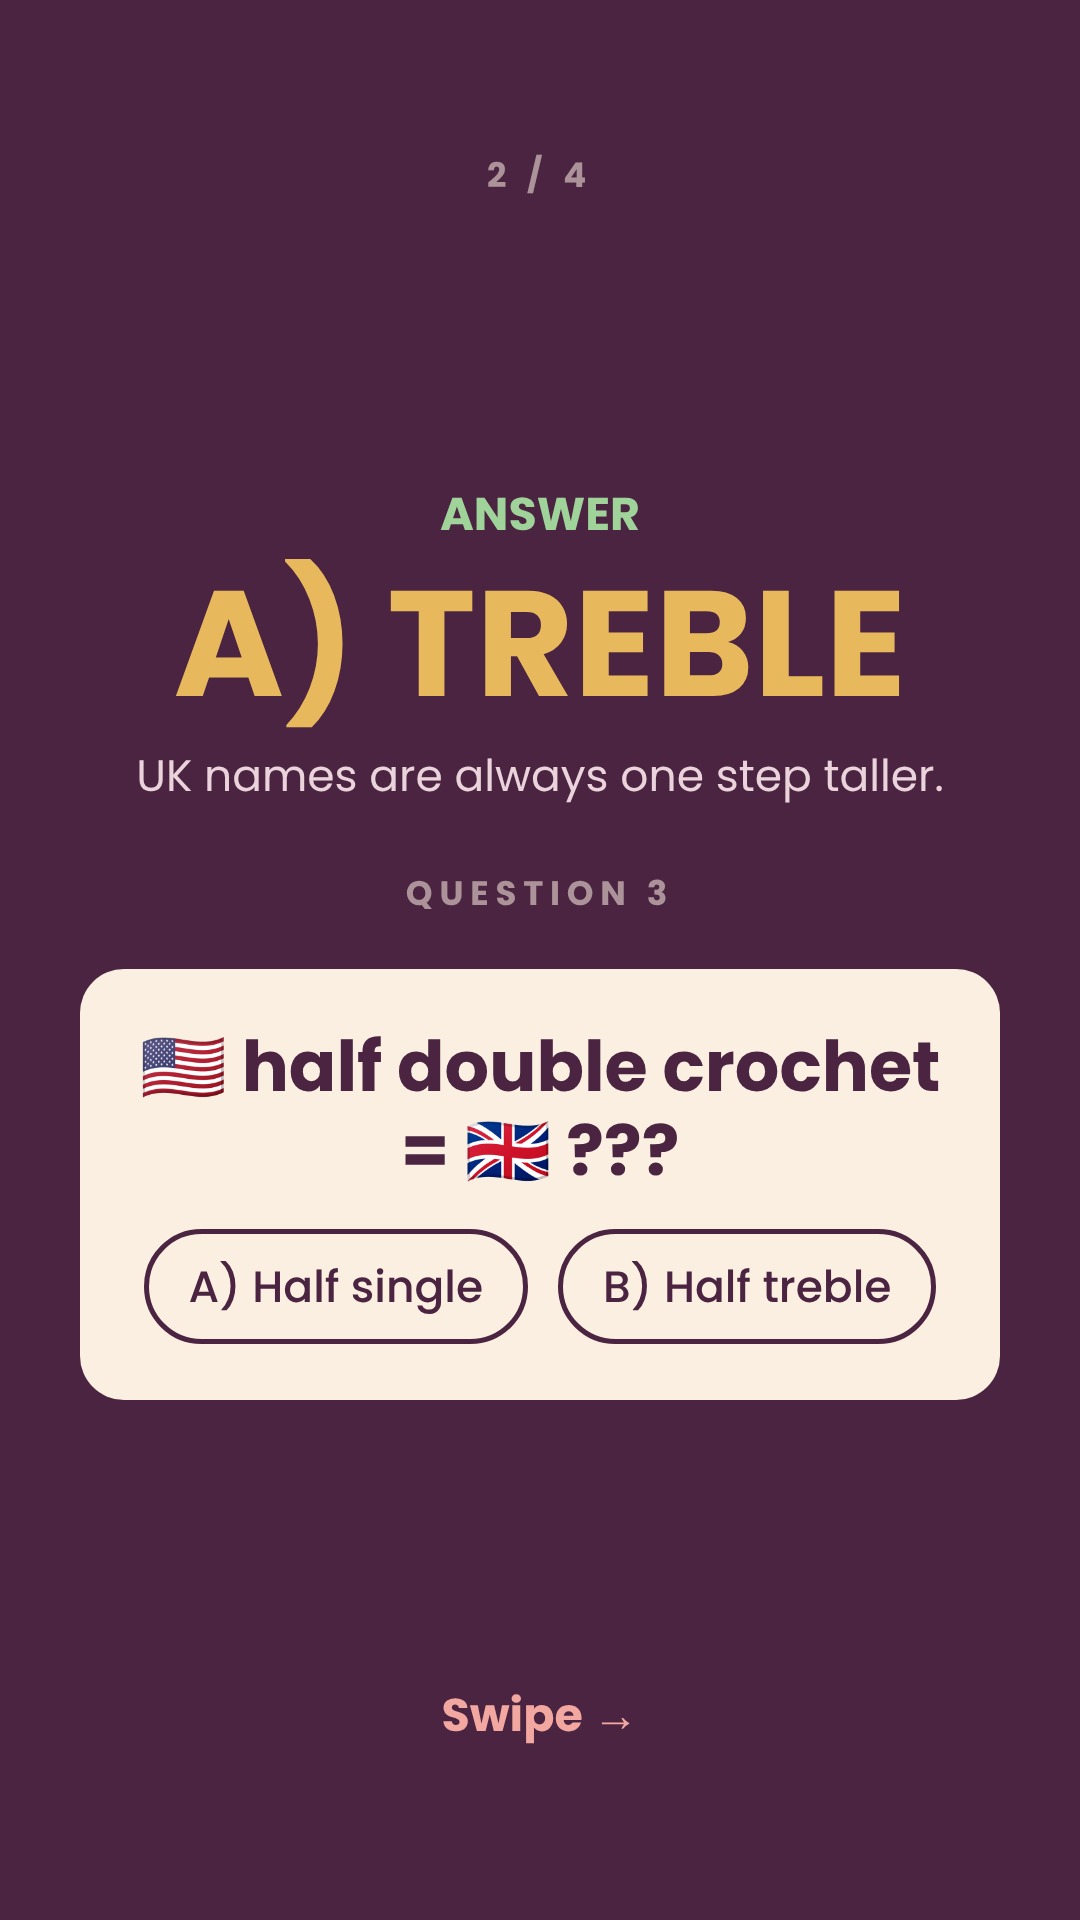 2 / 4
ANSWER
A) TREBLE
UK names are always one step taller.
QUESTION 3
🇺🇸 half double crochet
= 🇬🇧 ???
A) Half single
B) Half treble
Swipe →